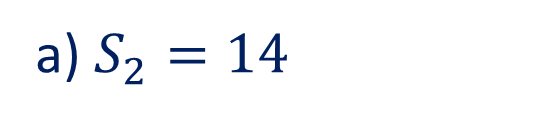 a) S₂ = 14